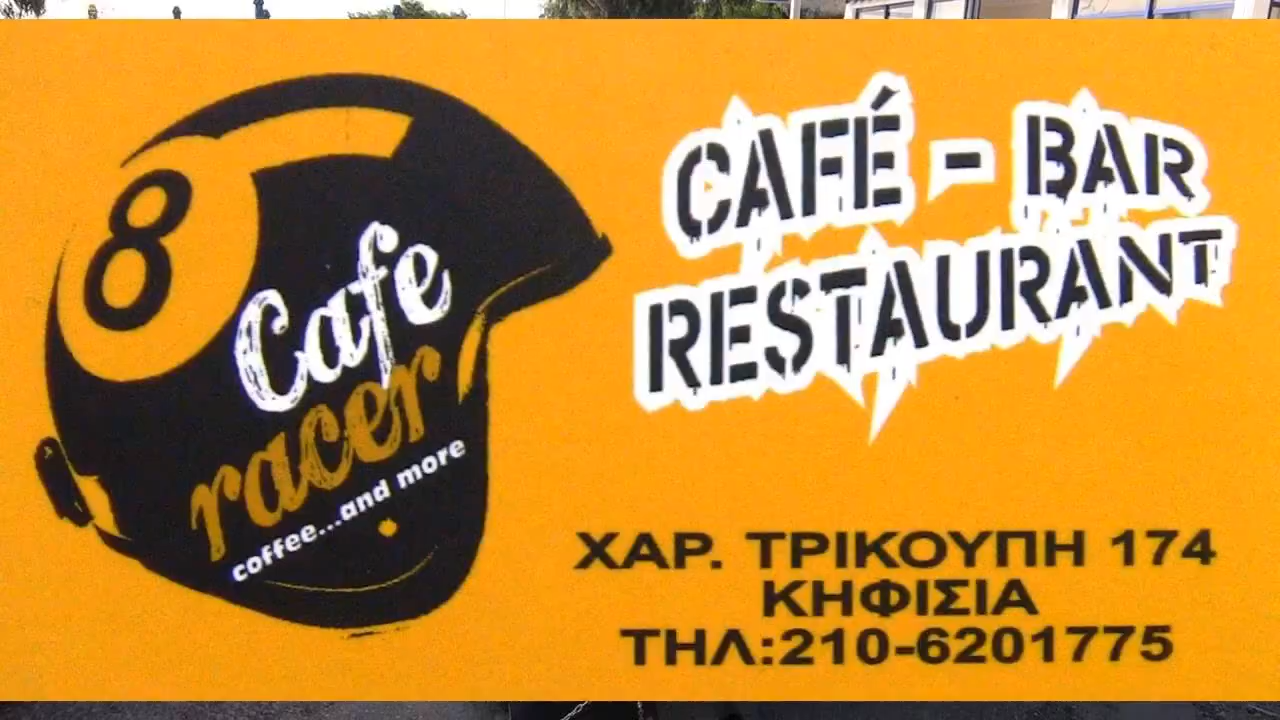 8
Cafe
racer
coffee...and more
CAFÉ - BAR
RESTAURANT
ΧΑΡ. ΤΡΙΚΟΥΠΗ 174
ΚΗΦΙΣΙΑ
ΤΗΛ:210-6201775